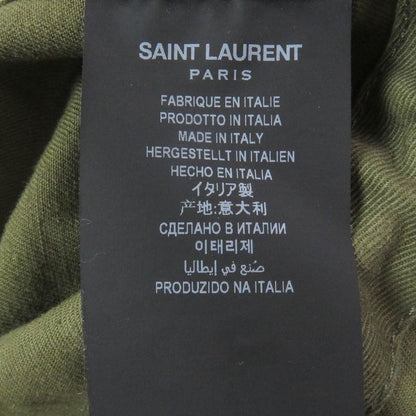 SAINT LAURENT
PARIS
FABRIQUE EN ITALIE
PRODOTTO IN ITALIA
MADE IN ITALY
HERGESTELLT IN ITALIEN
HECHO EN ITALIA
イタリア製
产地:意大利
СДЕЛАНО В ИТАЛИИ
이태리제
صُنع في إيطاليا
PRODUZIDO NA ITALIA